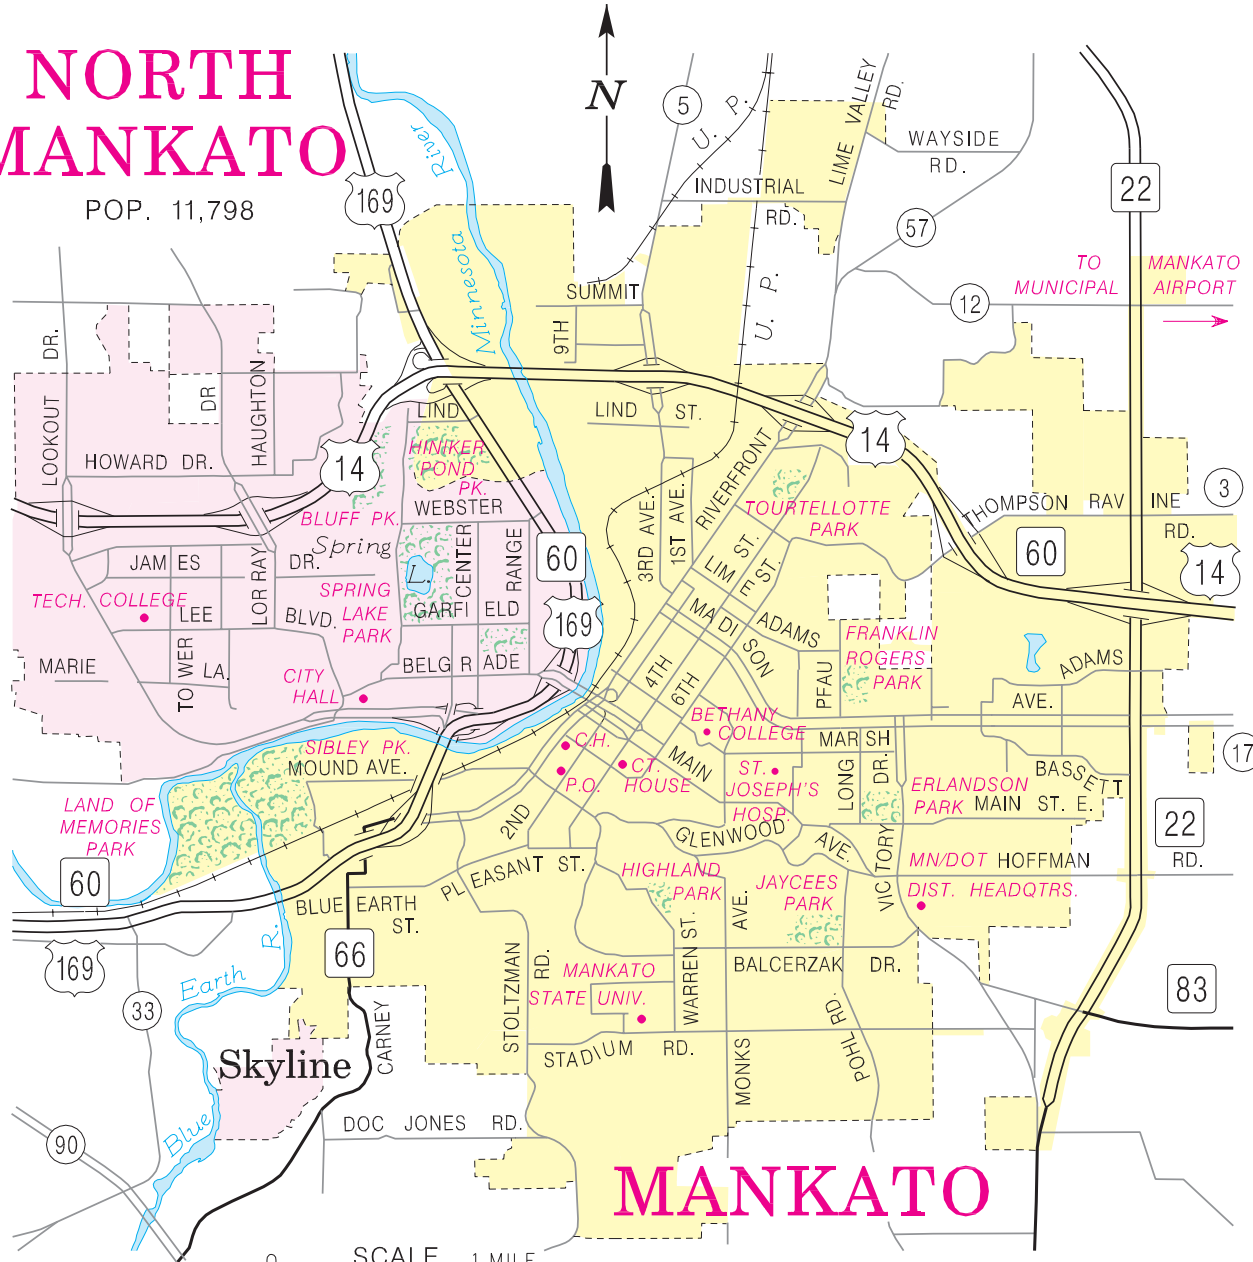 NORTH
MANKATO
POP. 11,798
N
5
U. P.
LIME VALLEY
RD.
WAYSIDE
RD.
22
169
River
INDUSTRIAL
RD.
57
TO
MUNICIPAL
MANKATO
AIRPORT
12
Minnesota
SUMMIT
9TH
U. P.
LOOKOUT DR.
DR
HAUGHTON
LIND
LIND ST.
14
14
HOWARD DR.
HINIKER
POND
PK.
RIVERFRONT
3
WEBSTER
BLUFF PK.
Spring
L.
3RD AVE.
1ST AVE.
TOURTELLOTTE
PARK
THOMPSON RAVINE
RD.
60
60
14
JAMES DR.
LOR RAY
CENTER
RANGE
LIME ST.
ST.
TECH. COLLEGE
LEE BLVD.
SPRING
LAKE
PARK
GARFIELD
169
MADISON
ADAMS
FRANKLIN
ROGERS
PARK
MARIE
TOWER
LA.
CITY
HALL
BELGRADE
4TH
6TH
PFAU
ADAMS
AVE.
BETHANY
COLLEGE
SIBLEY PK.
MOUND AVE.
C.H.
P.O.
CT.
HOUSE
MAIN
ST.
JOSEPH'S
HOSP.
MARSH
LONG
DR.
BASSETT
17
ERLANDSON
PARK
MAIN ST. E.
LAND OF
MEMORIES
PARK
2ND
GLENWOOD
AVE.
VICTORY
22
60
PLEASANT ST.
HIGHLAND
PARK
JAYCEES
PARK
MN/DOT
DIST. HEADQTRS.
HOFFMAN
RD.
BLUE EARTH
ST.
AVE.
WARREN ST.
R.
66
169
STOLTZMAN
RD.
BALCERZAK DR.
MANKATO
STATE UNIV.
83
Earth
33
CARNEY
Skyline
STADIUM RD.
MONKS
POHL RD.
Blue
90
DOC JONES RD.
MANKATO
0 SCALE 1 MILE